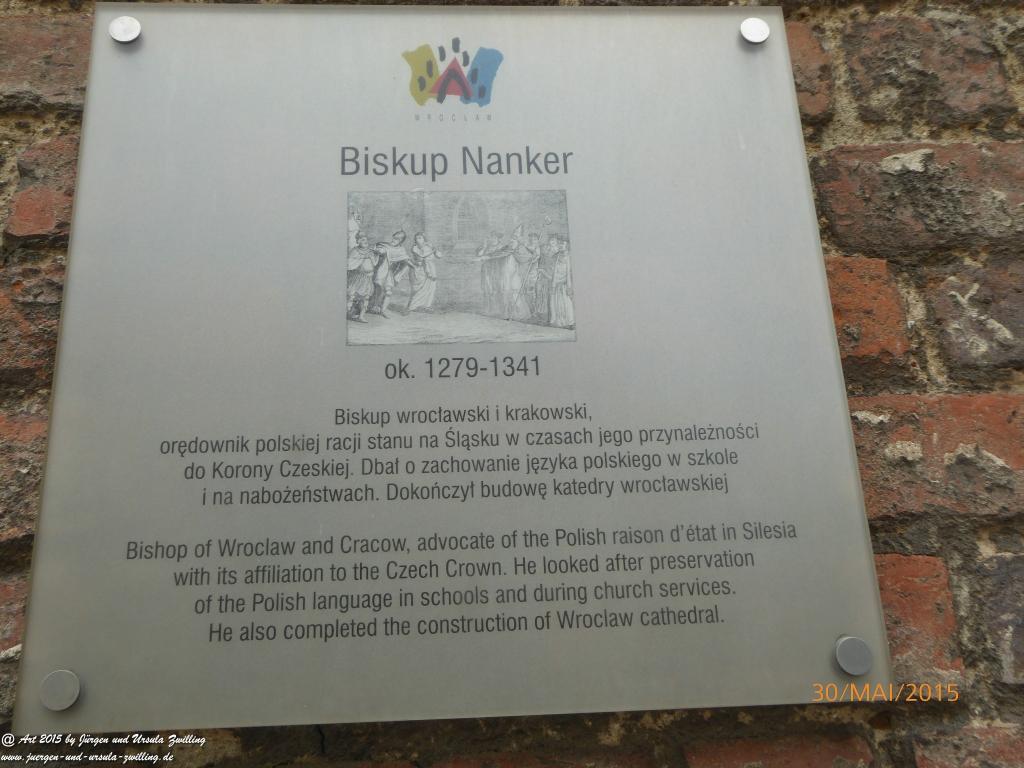 WROCŁAW
Biskup Nanker
ok. 1279-1341
Biskup wrocławski i krakowski,
orędownik polskiej racji stanu na Śląsku w czasach jego przynależności
do Korony Czeskiej. Dbał o zachowanie języka polskiego w szkole
i na nabożeństwach. Dokończył budowę katedry wrocławskiej
Bishop of Wroclaw and Cracow, advocate of the Polish raison d'état in Silesia
with its affiliation to the Czech Crown. He looked after preservation
of the Polish language in schools and during church services.
He also completed the construction of Wroclaw cathedral.
30/MAI/2015
@ Art 2015 by Jürgen und Ursula Zwilling
www.juergen-und-ursula-zwilling.de